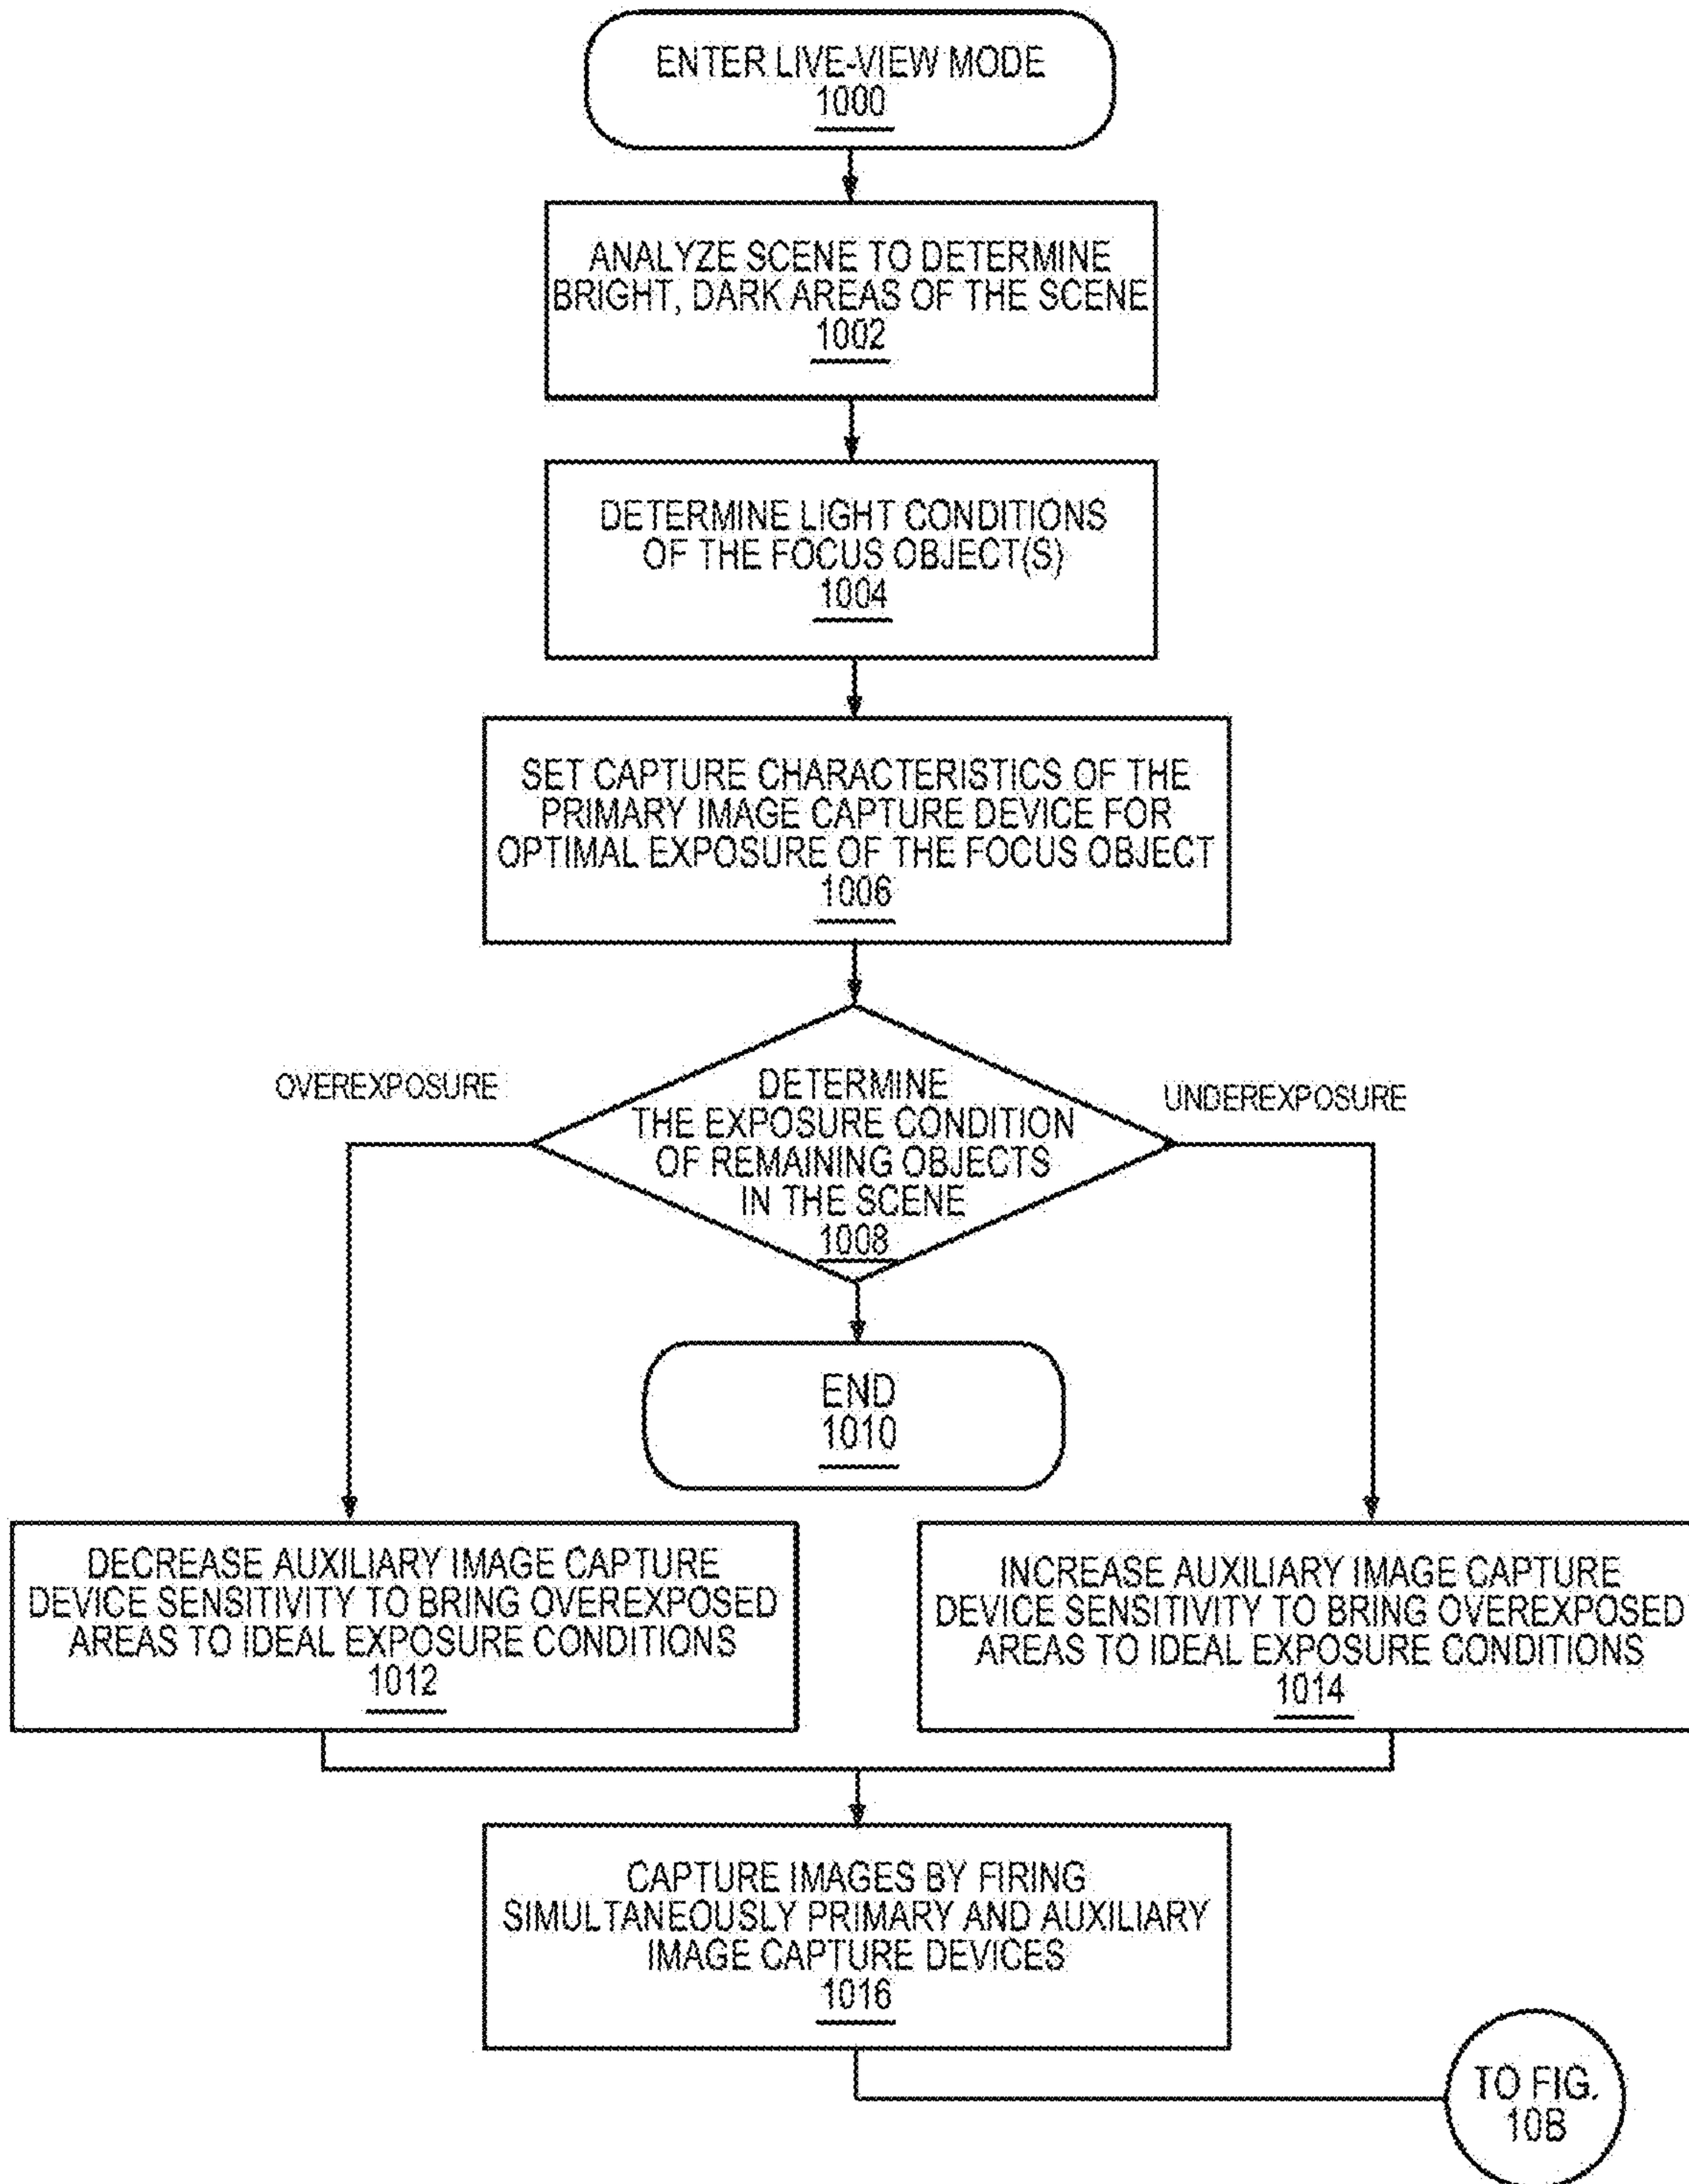 ENTER LIVE-VIEW MODE
1000
ANALYZE SCENE TO DETERMINE
BRIGHT, DARK AREAS OF THE SCENE
1002
DETERMINE LIGHT CONDITIONS
OF THE FOCUS OBJECT(S)
1004
SET CAPTURE CHARACTERISTICS OF THE
PRIMARY IMAGE CAPTURE DEVICE FOR
OPTIMAL EXPOSURE OF THE FOCUS OBJECT
1006
OVEREXPOSURE
DETERMINE
THE EXPOSURE CONDITION
OF REMAINING OBJECTS
IN THE SCENE
1008
UNDEREXPOSURE
END
1010
DECREASE AUXILIARY IMAGE CAPTURE
DEVICE SENSITIVITY TO BRING OVEREXPOSED
AREAS TO IDEAL EXPOSURE CONDITIONS
1012
INCREASE AUXILIARY IMAGE CAPTURE
DEVICE SENSITIVITY TO BRING OVEREXPOSED
AREAS TO IDEAL EXPOSURE CONDITIONS
1014
CAPTURE IMAGES BY FIRING
SIMULTANEOUSLY PRIMARY AND AUXILIARY
IMAGE CAPTURE DEVICES
1016
TO FIG.
10B